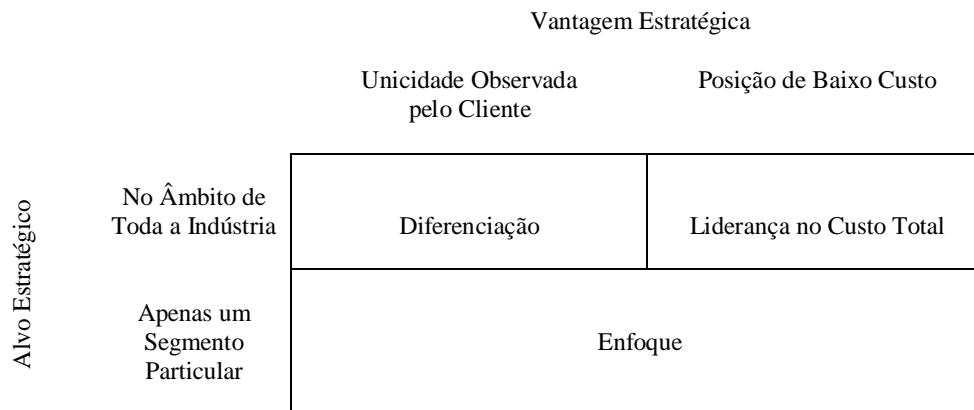 Vantagem Estratégica
Unicidade Observada
pelo Cliente
Posição de Baixo Custo
Alvo Estratégico
No Âmbito de
Toda a Indústria
Diferenciação
Liderança no Custo Total
Apenas um
Segmento
Particular
Enfoque